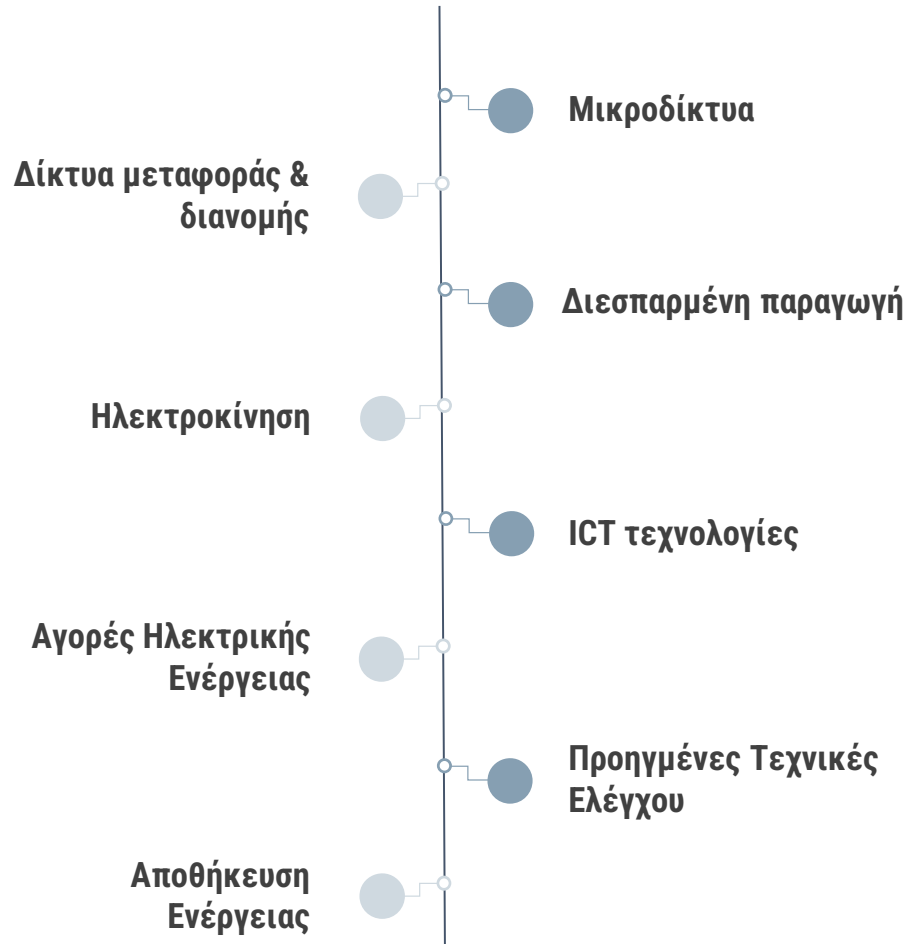 Μικροδίκτυα
Δίκτυα μεταφοράς &
διανομής
Διεσπαρμένη παραγωγή
Ηλεκτροκίνηση
ICT τεχνολογίες
Αγορές Ηλεκτρικής
Ενέργειας
Προηγμένες Τεχνικές
Ελέγχου
Αποθήκευση
Ενέργειας